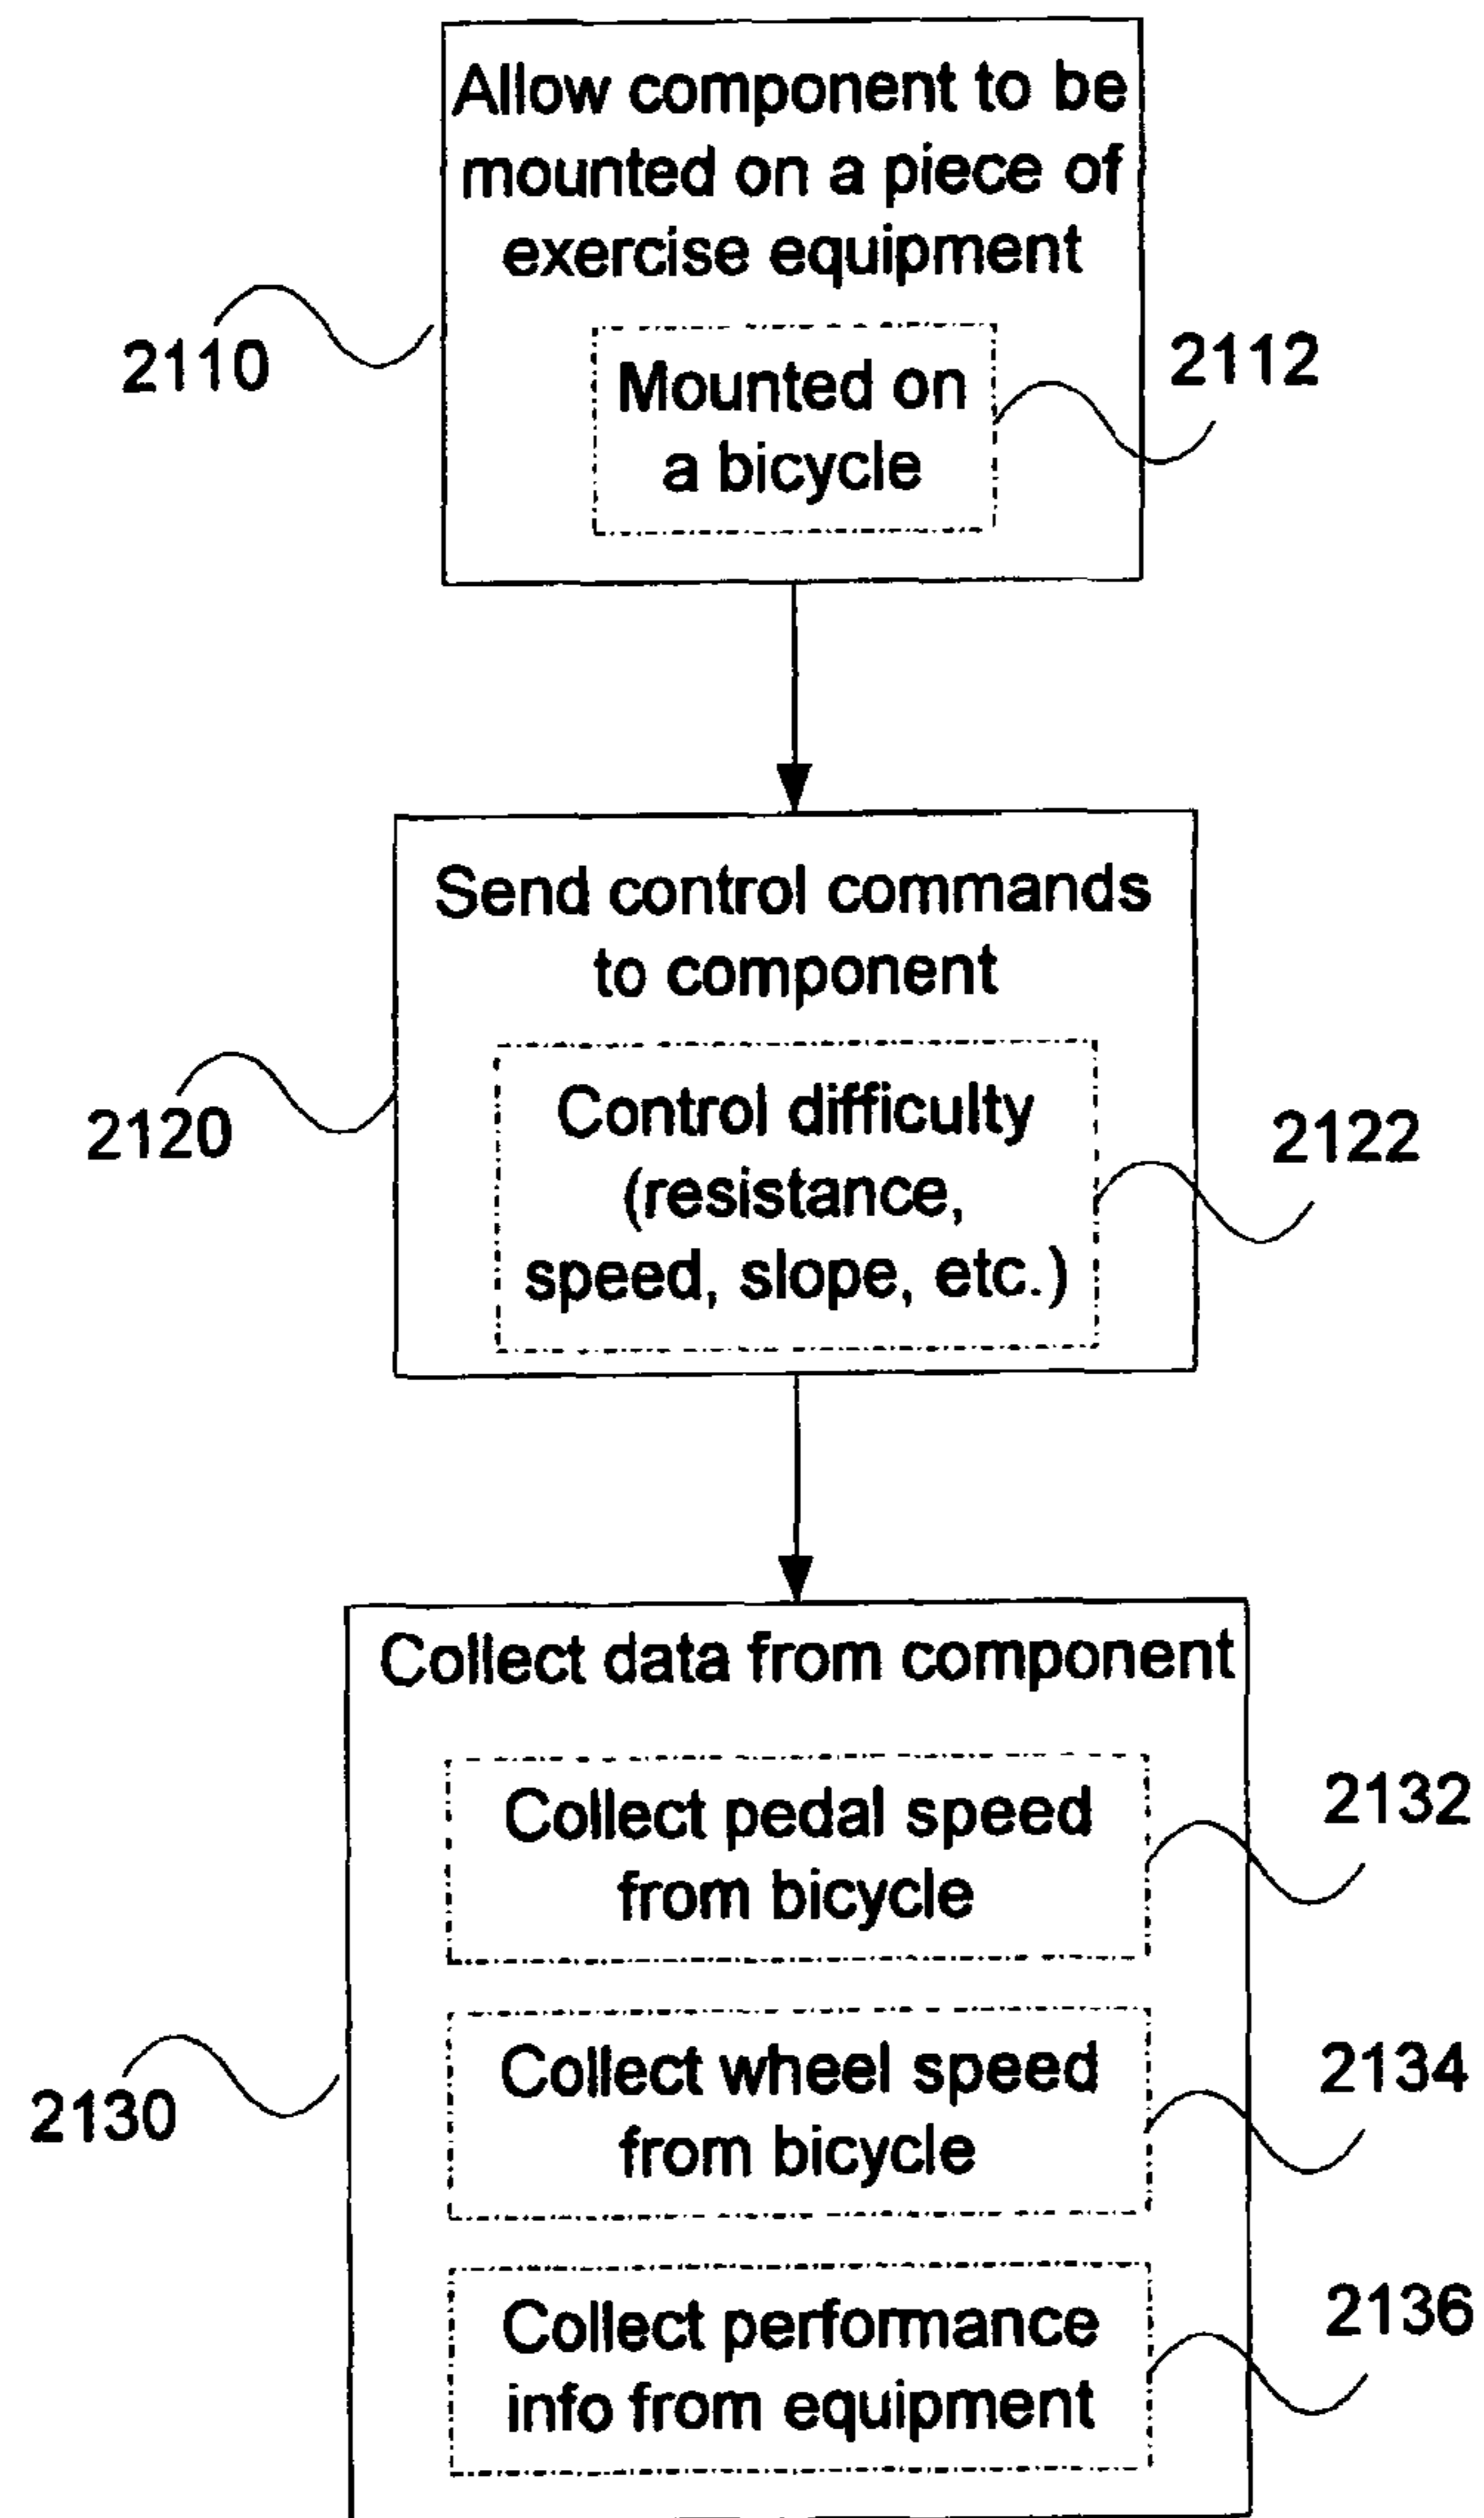 Allow component to be
mounted on a piece of
exercise equipment
2110
2112
Mounted on
a bicycle
Send control commands
to component
2120
Control difficulty
(resistance,
speed, slope, etc.)
2122
Collect data from component
2130
Collect pedal speed
from bicycle
2132
Collect wheel speed
from bicycle
2134
Collect performance
info from equipment
2136